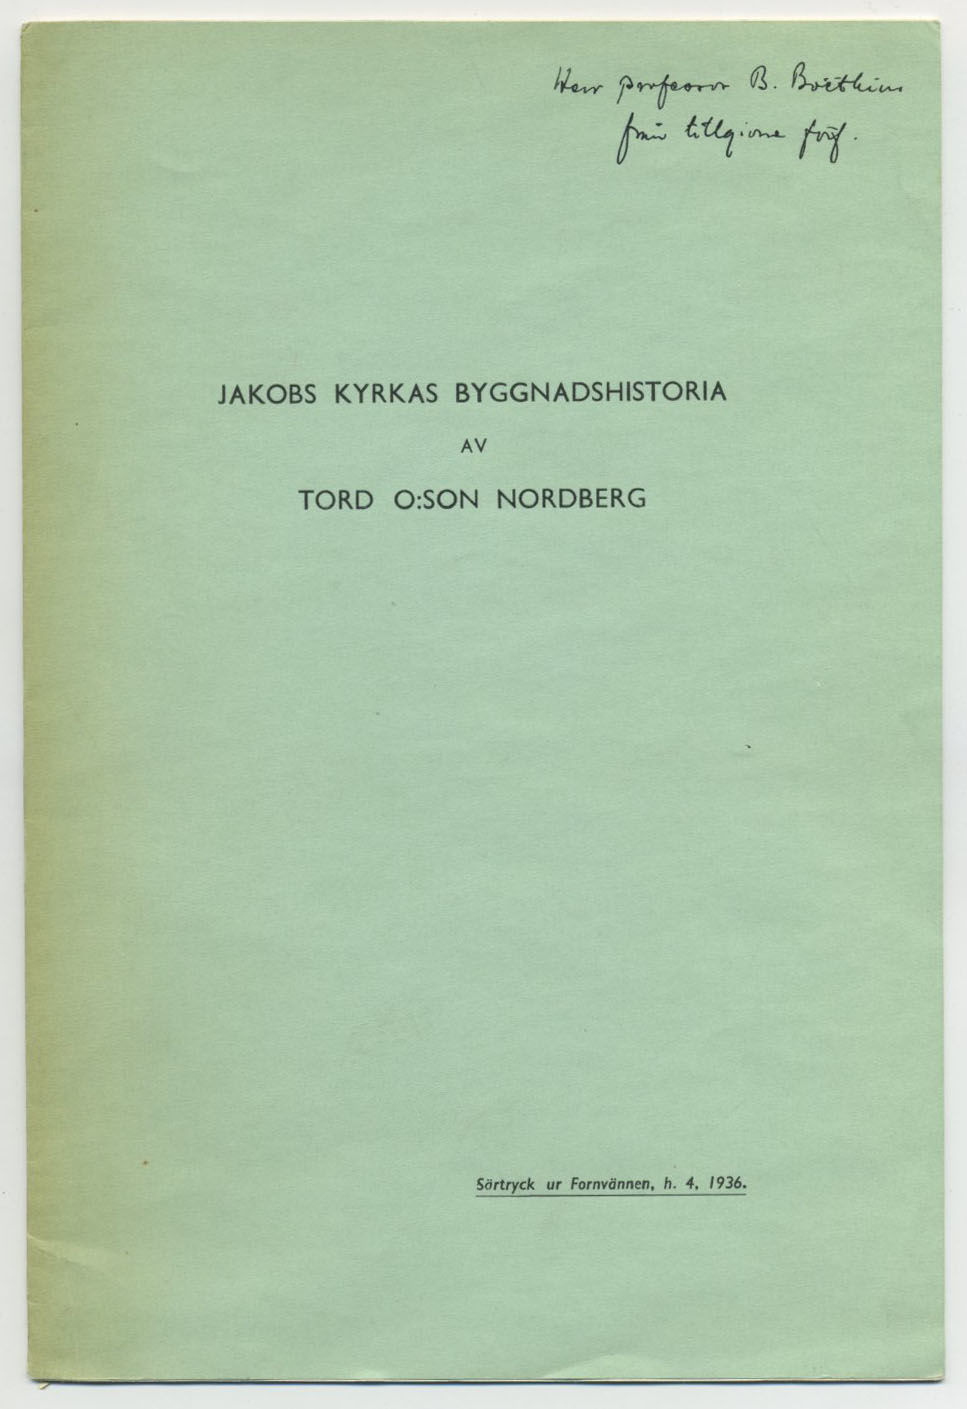 Herr professor B. Boëthius
från tillgivne förf.
JAKOBS KYRKAS BYGGNADSHISTORIA
AV
TORD O:SON NORDBERG
Särtryck ur Fornvännen, h. 4, 1936.